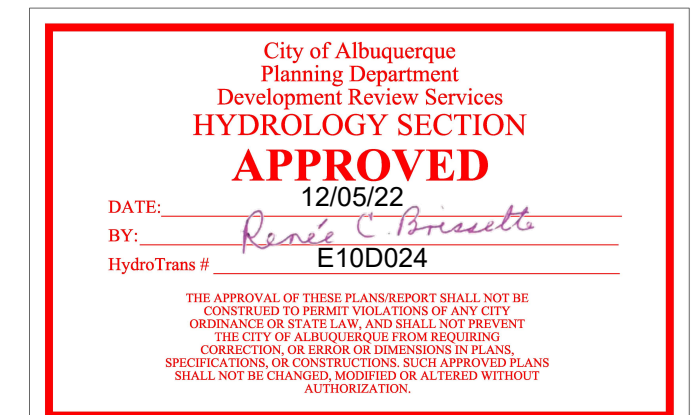 City of Albuquerque
Planning Department
Development Review Services
HYDROLOGY SECTION
APPROVED
DATE: 12/05/22
BY: Renée C. Brissette
HydroTrans # E10D024
THE APPROVAL OF THESE PLANS/REPORT SHALL NOT BE
CONSTRUED TO PERMIT VIOLATIONS OF ANY CITY
ORDINANCE OR STATE LAW, AND SHALL NOT PREVENT
THE CITY OF ALBUQUERQUE FROM REQUIRING
CORRECTION, OR ERROR OR DIMENSIONS IN PLANS,
SPECIFICATIONS, OR CONSTRUCTIONS. SUCH APPROVED PLANS
SHALL NOT BE CHANGED, MODIFIED OR ALTERED WITHOUT
AUTHORIZATION.